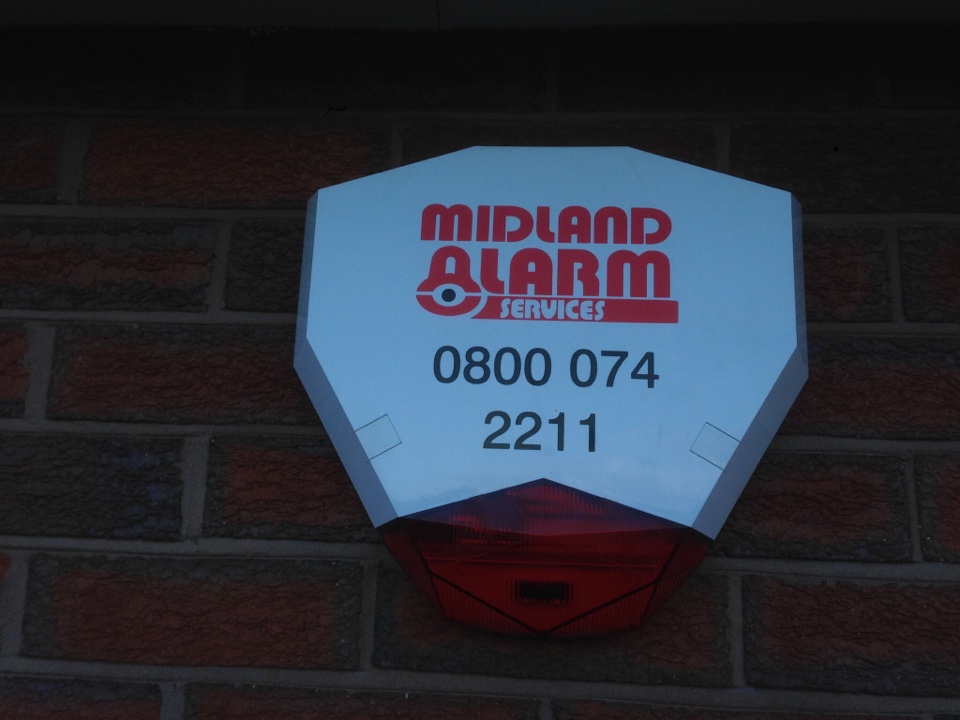 MIDLAND
ALARM
SERVICES
0800 074
2211